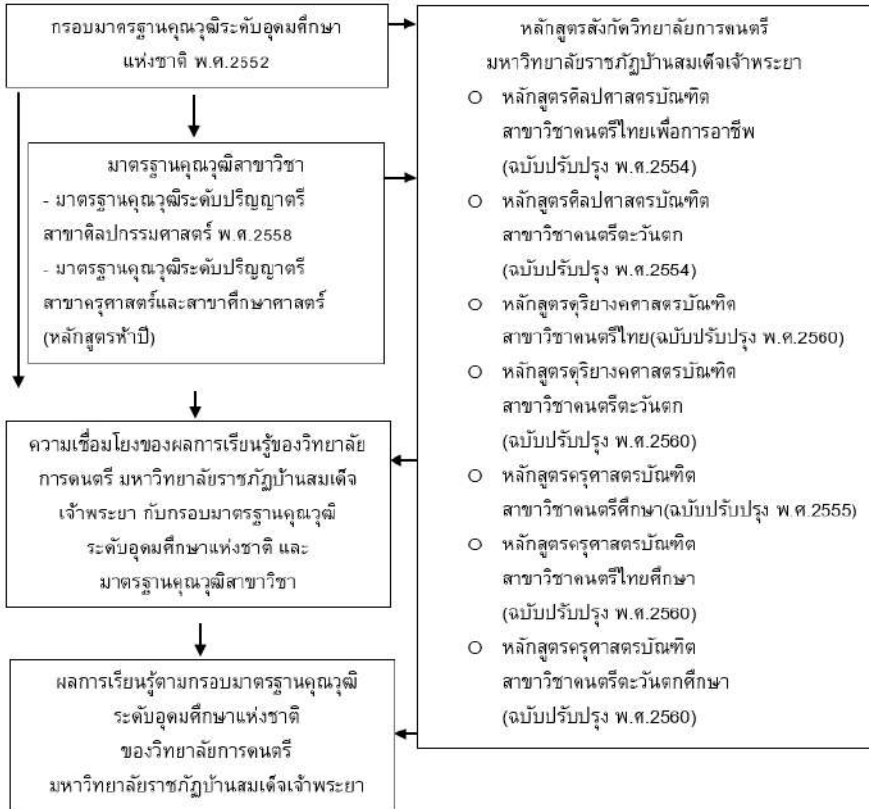 กรอบมาตรฐานคุณวุฒิระดับอุดมศึกษา
แห่งชาติ พ.ศ.2552
มาตรฐานคุณวุฒิสาขาวิชา
- มาตรฐานคุณวุฒิระดับปริญญาตรี
สาขาศิลปกรรมศาสตร์ พ.ศ.2558
- มาตรฐานคุณวุฒิระดับปริญญาตรี
สาขาครุศาสตร์และสาขาศึกษาศาสตร์
(หลักสูตรห้าปี)
ความเชื่อมโยงของผลการเรียนรู้ของวิทยาลัย
การดนตรี มหาวิทยาลัยราชภัฏบ้านสมเด็จ
เจ้าพระยา กับกรอบมาตรฐานคุณวุฒิ
ระดับอุดมศึกษาแห่งชาติ และ
มาตรฐานคุณวุฒิสาขาวิชา
ผลการเรียนรู้ตามกรอบมาตรฐานคุณวุฒิ
ระดับอุดมศึกษาแห่งชาติ
ของวิทยาลัยการดนตรี
มหาวิทยาลัยราชภัฏบ้านสมเด็จเจ้าพระยา
หลักสูตรสังกัดวิทยาลัยการดนตรี
มหาวิทยาลัยราชภัฏบ้านสมเด็จเจ้าพระยา
หลักสูตรศิลปศาสตรบัณฑิต
สาขาวิชาดนตรีไทยเพื่อการอาชีพ
(ฉบับปรับปรุง พ.ศ.2554)
หลักสูตรศิลปศาสตรบัณฑิต
สาขาวิชาดนตรีตะวันตก
(ฉบับปรับปรุง พ.ศ.2554)
หลักสูตรดุริยางคศาสตรบัณฑิต
สาขาวิชาดนตรีไทย(ฉบับปรับปรุง พ.ศ.2560)
หลักสูตรดุริยางคศาสตรบัณฑิต
สาขาวิชาดนตรีตะวันตก
(ฉบับปรับปรุง พ.ศ.2560)
หลักสูตรครุศาสตรบัณฑิต
สาขาวิชาดนตรีศึกษา(ฉบับปรับปรุง พ.ศ.2555)
หลักสูตรครุศาสตรบัณฑิต
สาขาวิชาดนตรีไทยศึกษา
(ฉบับปรับปรุง พ.ศ.2560)
หลักสูตรครุศาสตรบัณฑิต
สาขาวิชาดนตรีตะวันตกศึกษา
(ฉบับปรับปรุง พ.ศ.2560)